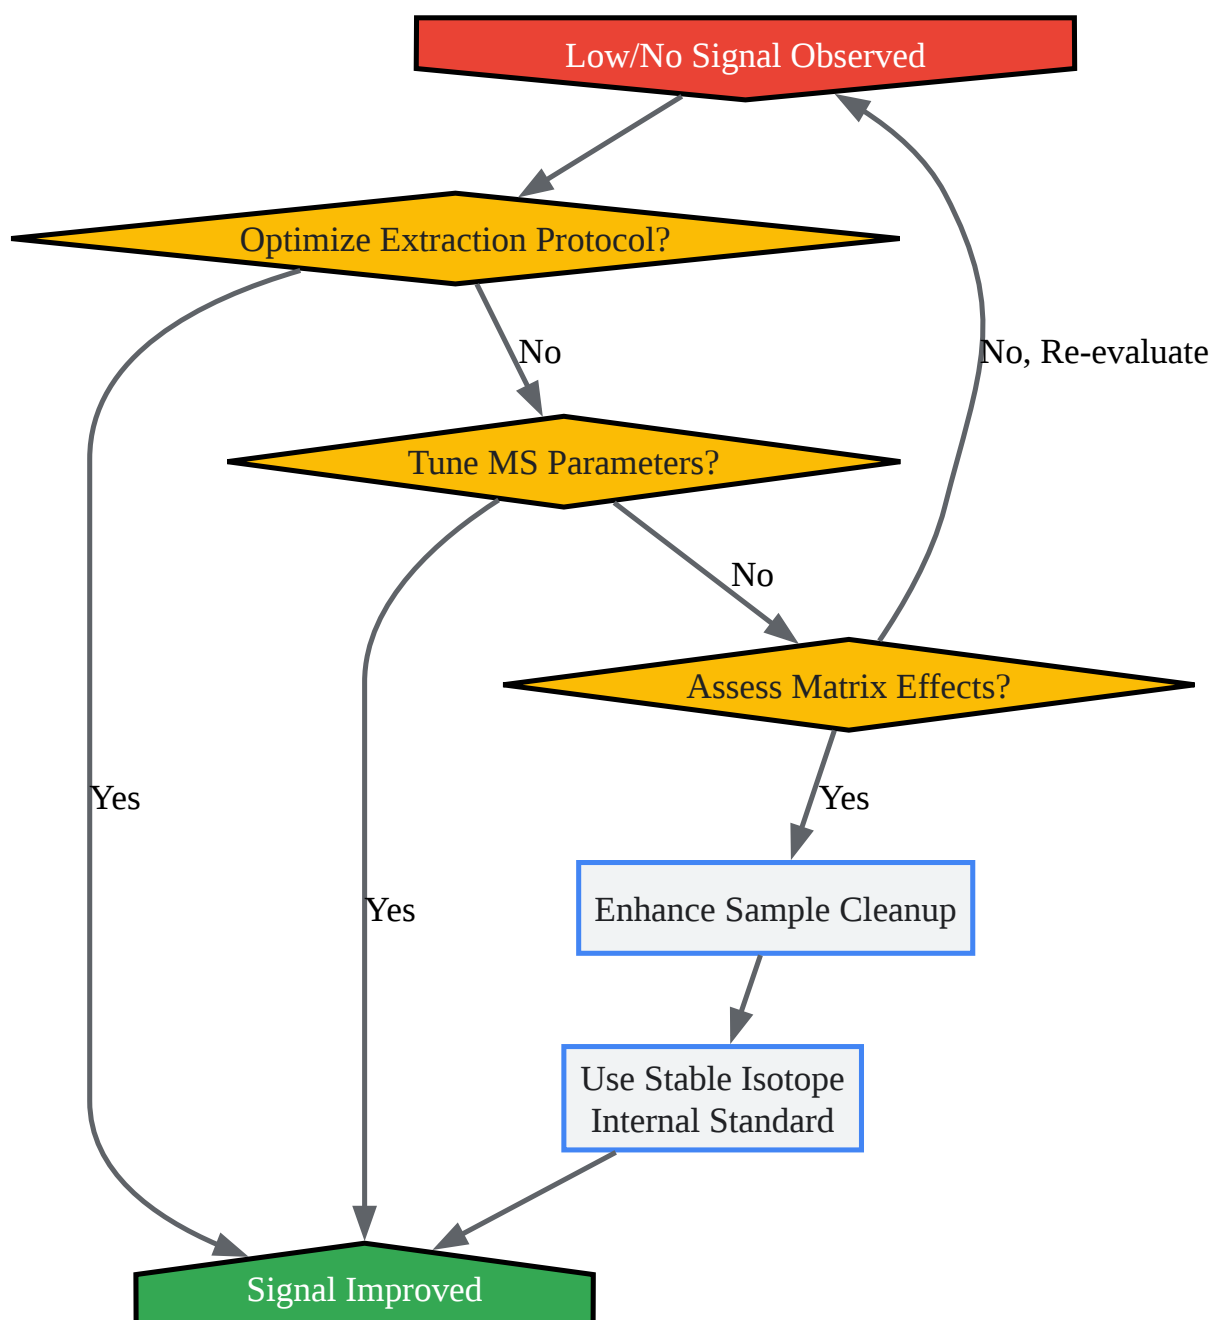 Low/No Signal Observed
Optimize Extraction Protocol?
No
No, Re-evaluate
Tune MS Parameters?
No
Assess Matrix Effects?
Yes
Yes
Enhance Sample Cleanup
Yes
Use Stable Isotope
Internal Standard
Signal Improved